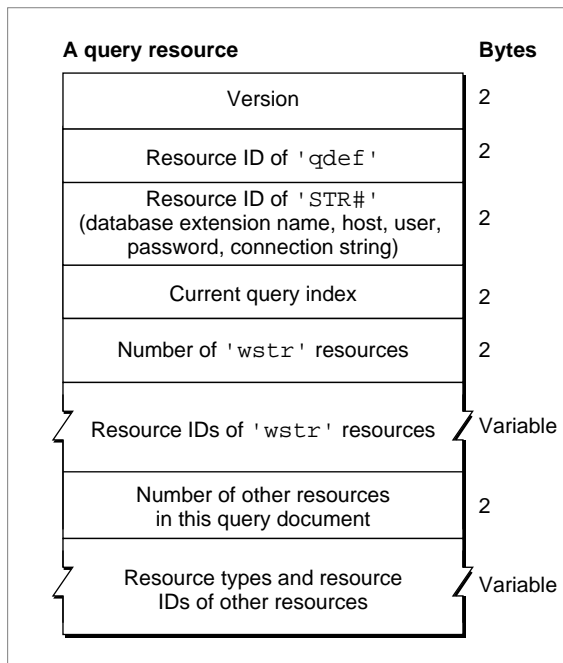 A query resource Bytes
Version 2
Resource ID of 'qdef' 2
Resource ID of 'STR#'
(database extension name, host, user, 2
password, connection string)
Current query index 2
Number of 'wstr' resources 2
Resource IDs of 'wstr' resources Variable
Number of other resources
in this query document 2
Resource types and resource Variable
IDs of other resources